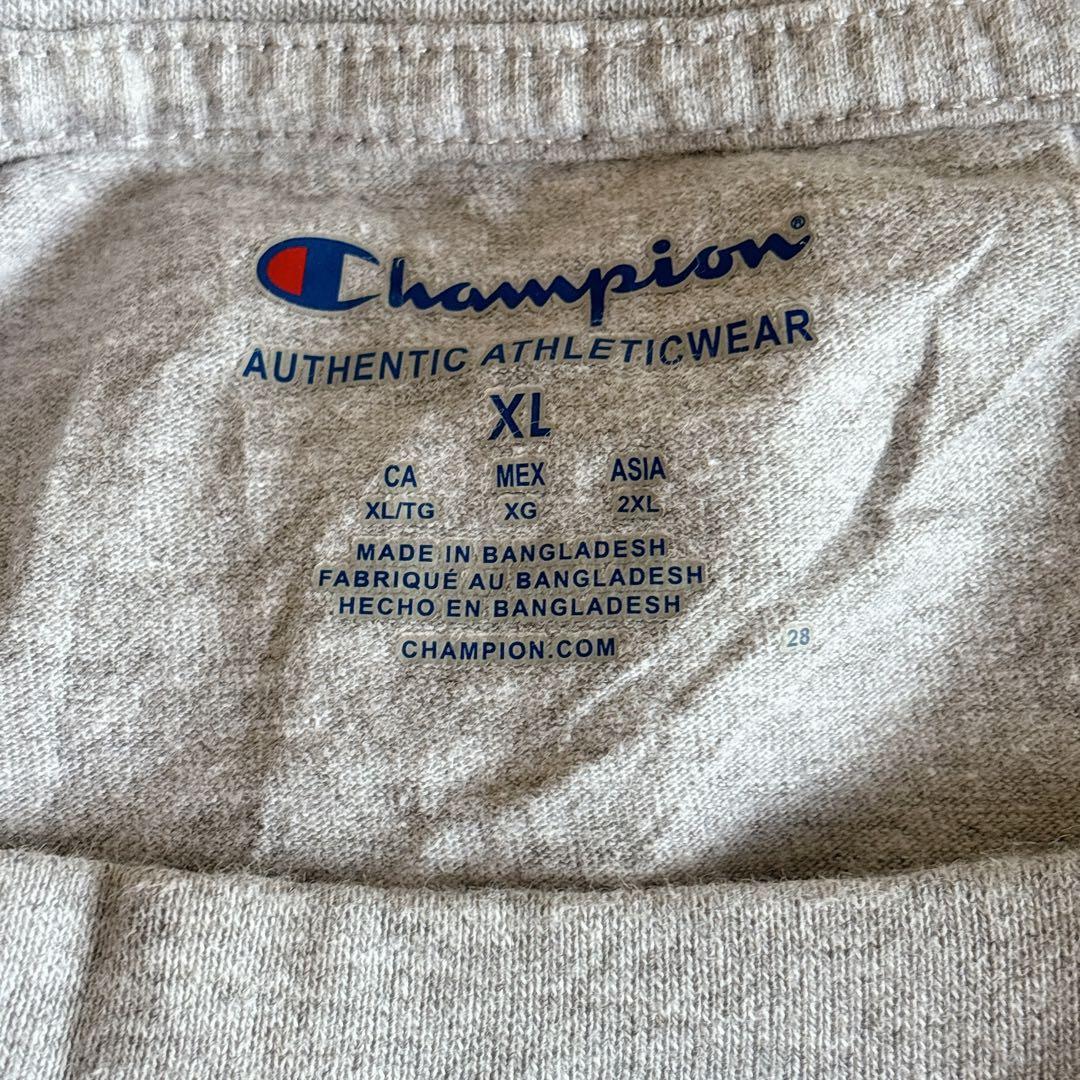 Champion®
AUTHENTIC ATHLETICWEAR
XL
CA MEX ASIA
XL/TG XG 2XL
MADE IN BANGLADESH
FABRIQUÉ AU BANGLADESH
HECHO EN BANGLADESH
CHAMPION.COM
28